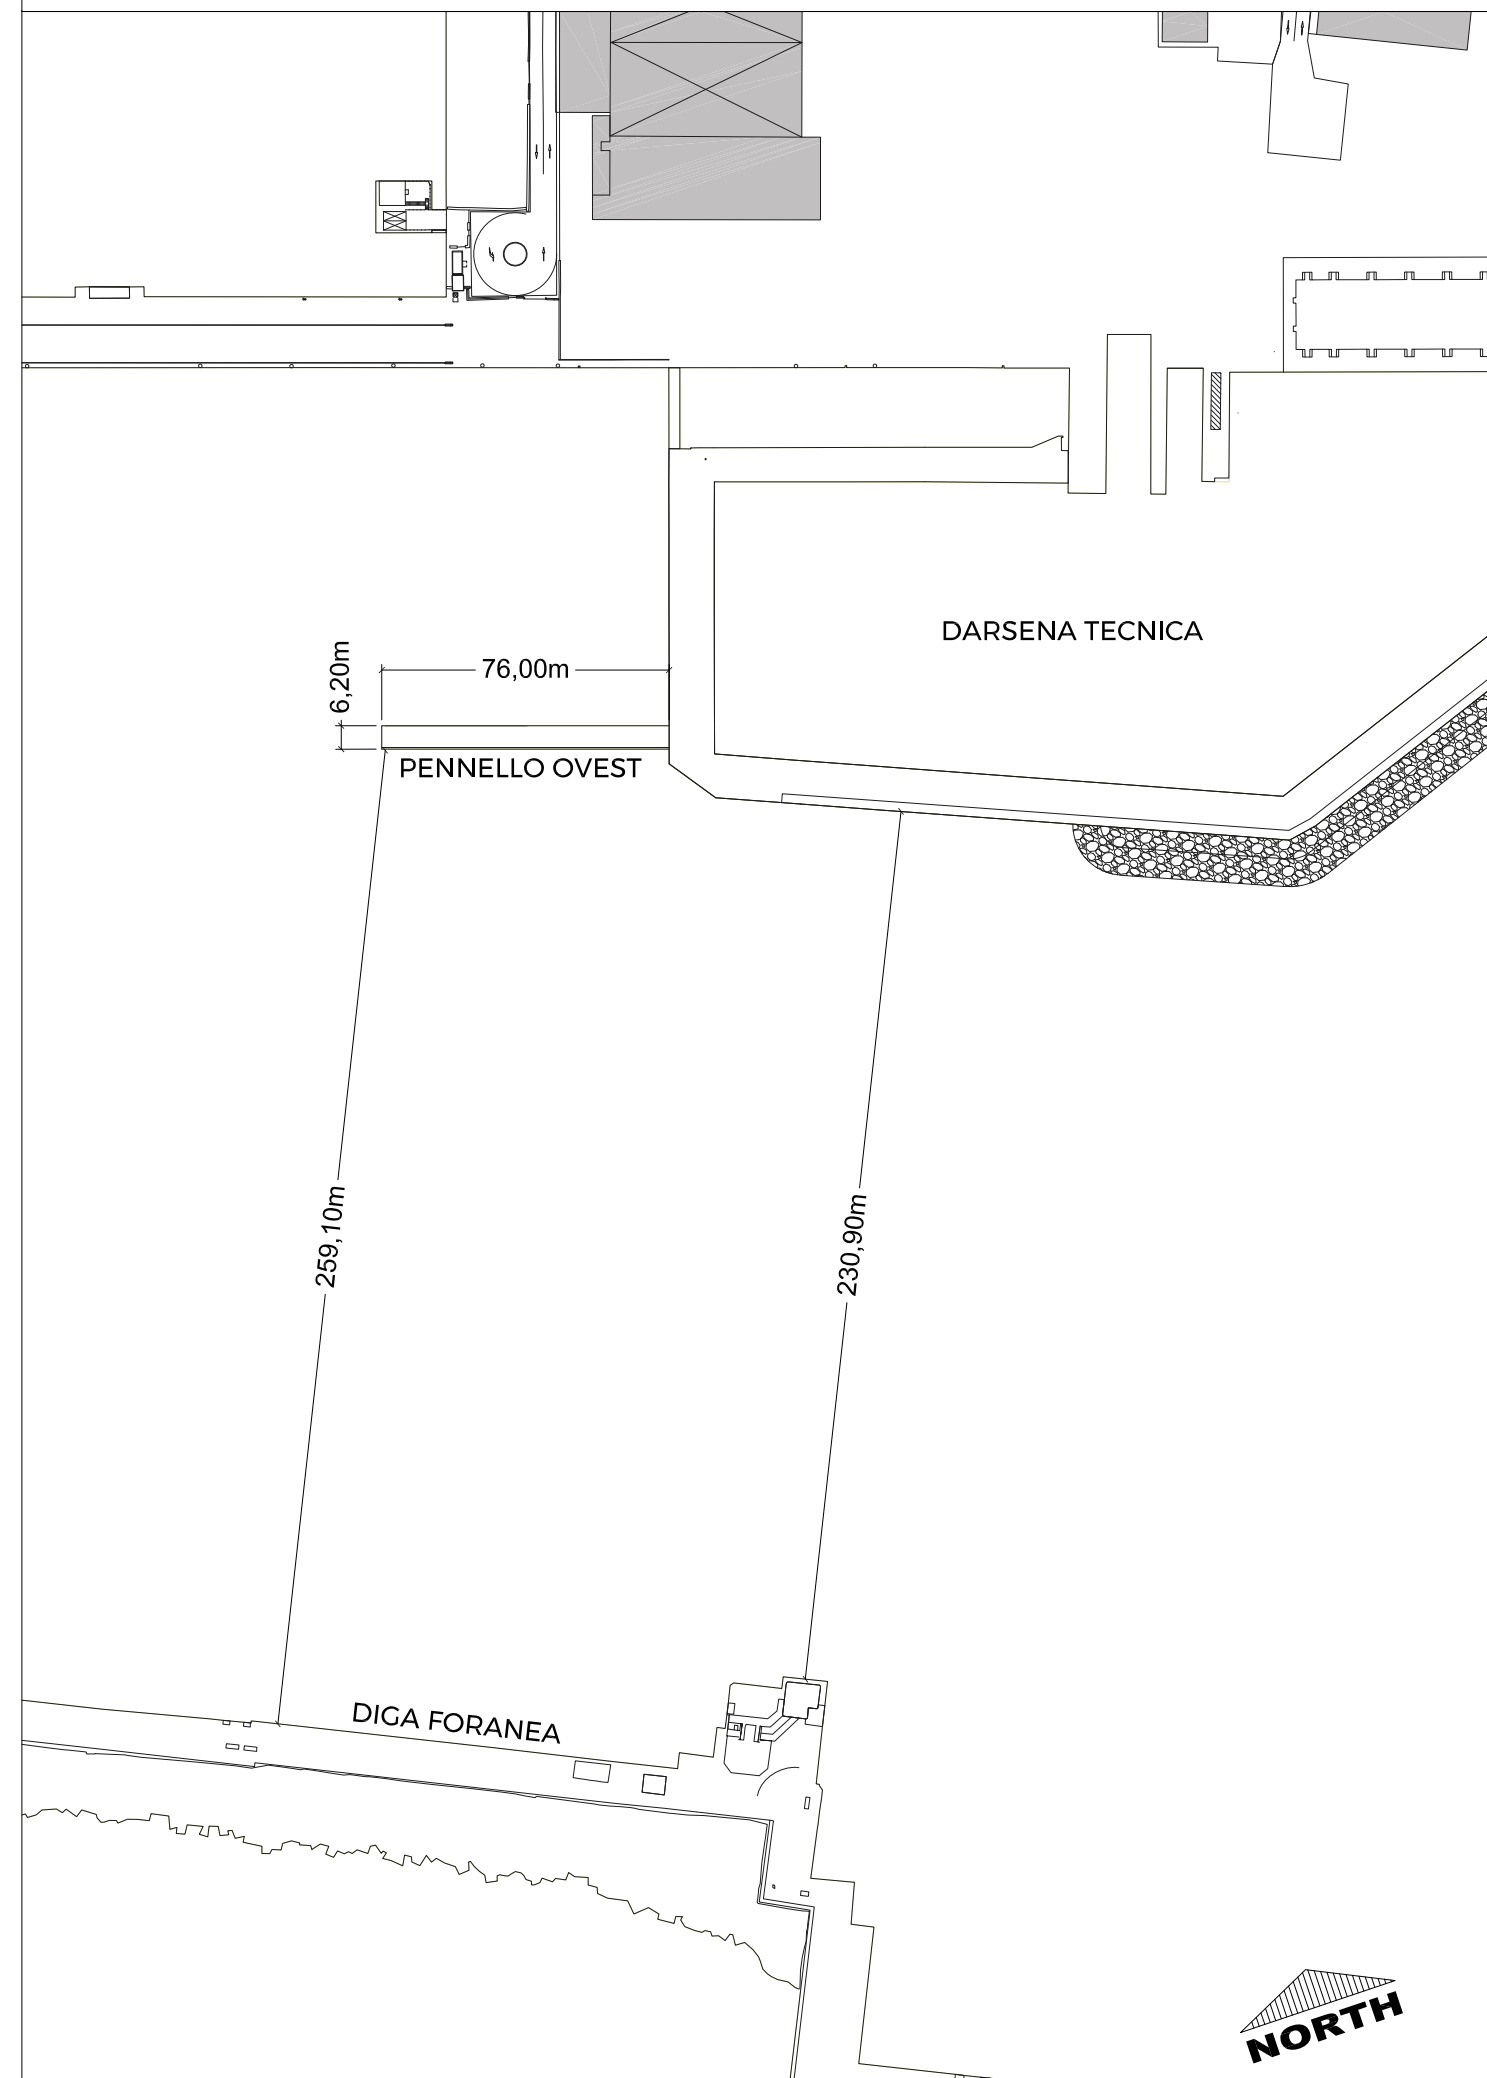 DARSENA TECNICA
6,20m
76,00m
PENNELLO OVEST
259,10m
230,90m
DIGA FORANEA
NORTH